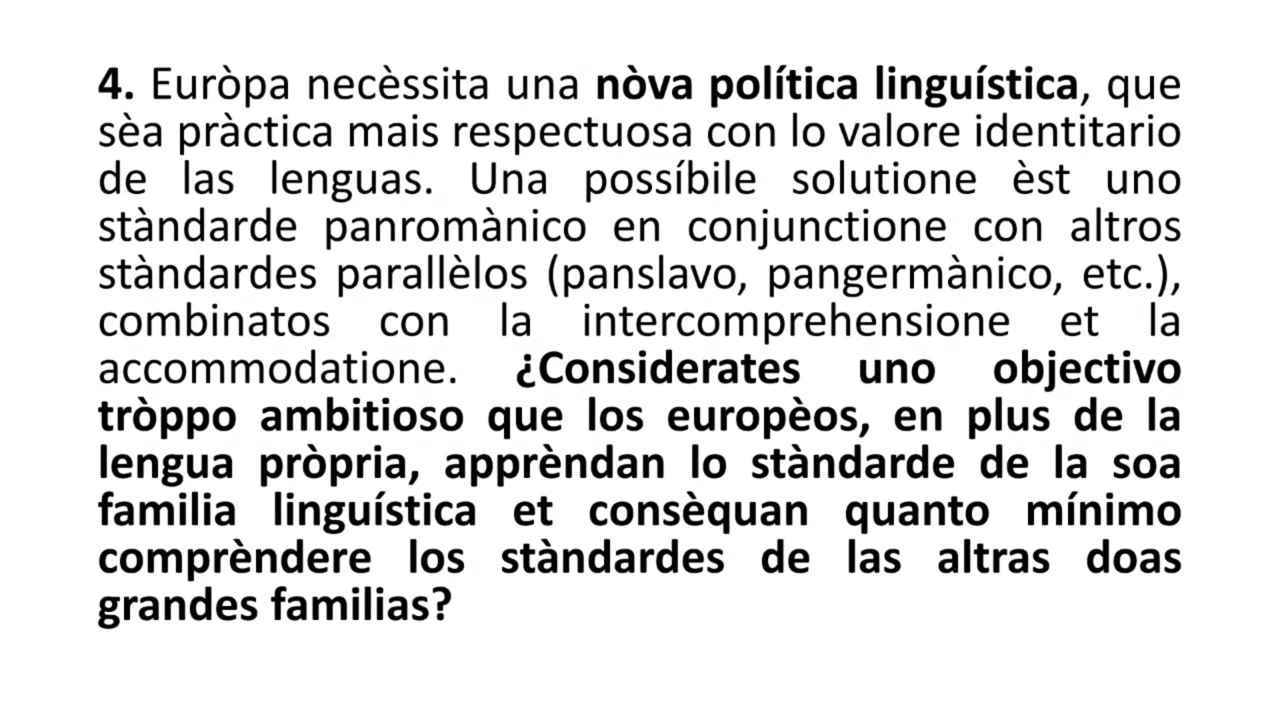 4. Euròpa necèssita una nòva política linguística, que
sèa pràctica mais respectuosa con lo valore identitario
de las lenguas. Una possíbile solutione èst uno
stàndarde panromànico en conjunctione con altros
stàndardes parallèlos (panslavo, pangermànico, etc.),
combinatos con la intercomprehensione et la
accommodatione. ¿Considerates uno objectivo
tròppo ambitioso que los europèos, en plus de la
lengua pròpria, apprèndan lo stàndarde de la soa
familia linguística et consèquan quanto mínimo
comprèndere los stàndardes de las altras doas
grandes familias?